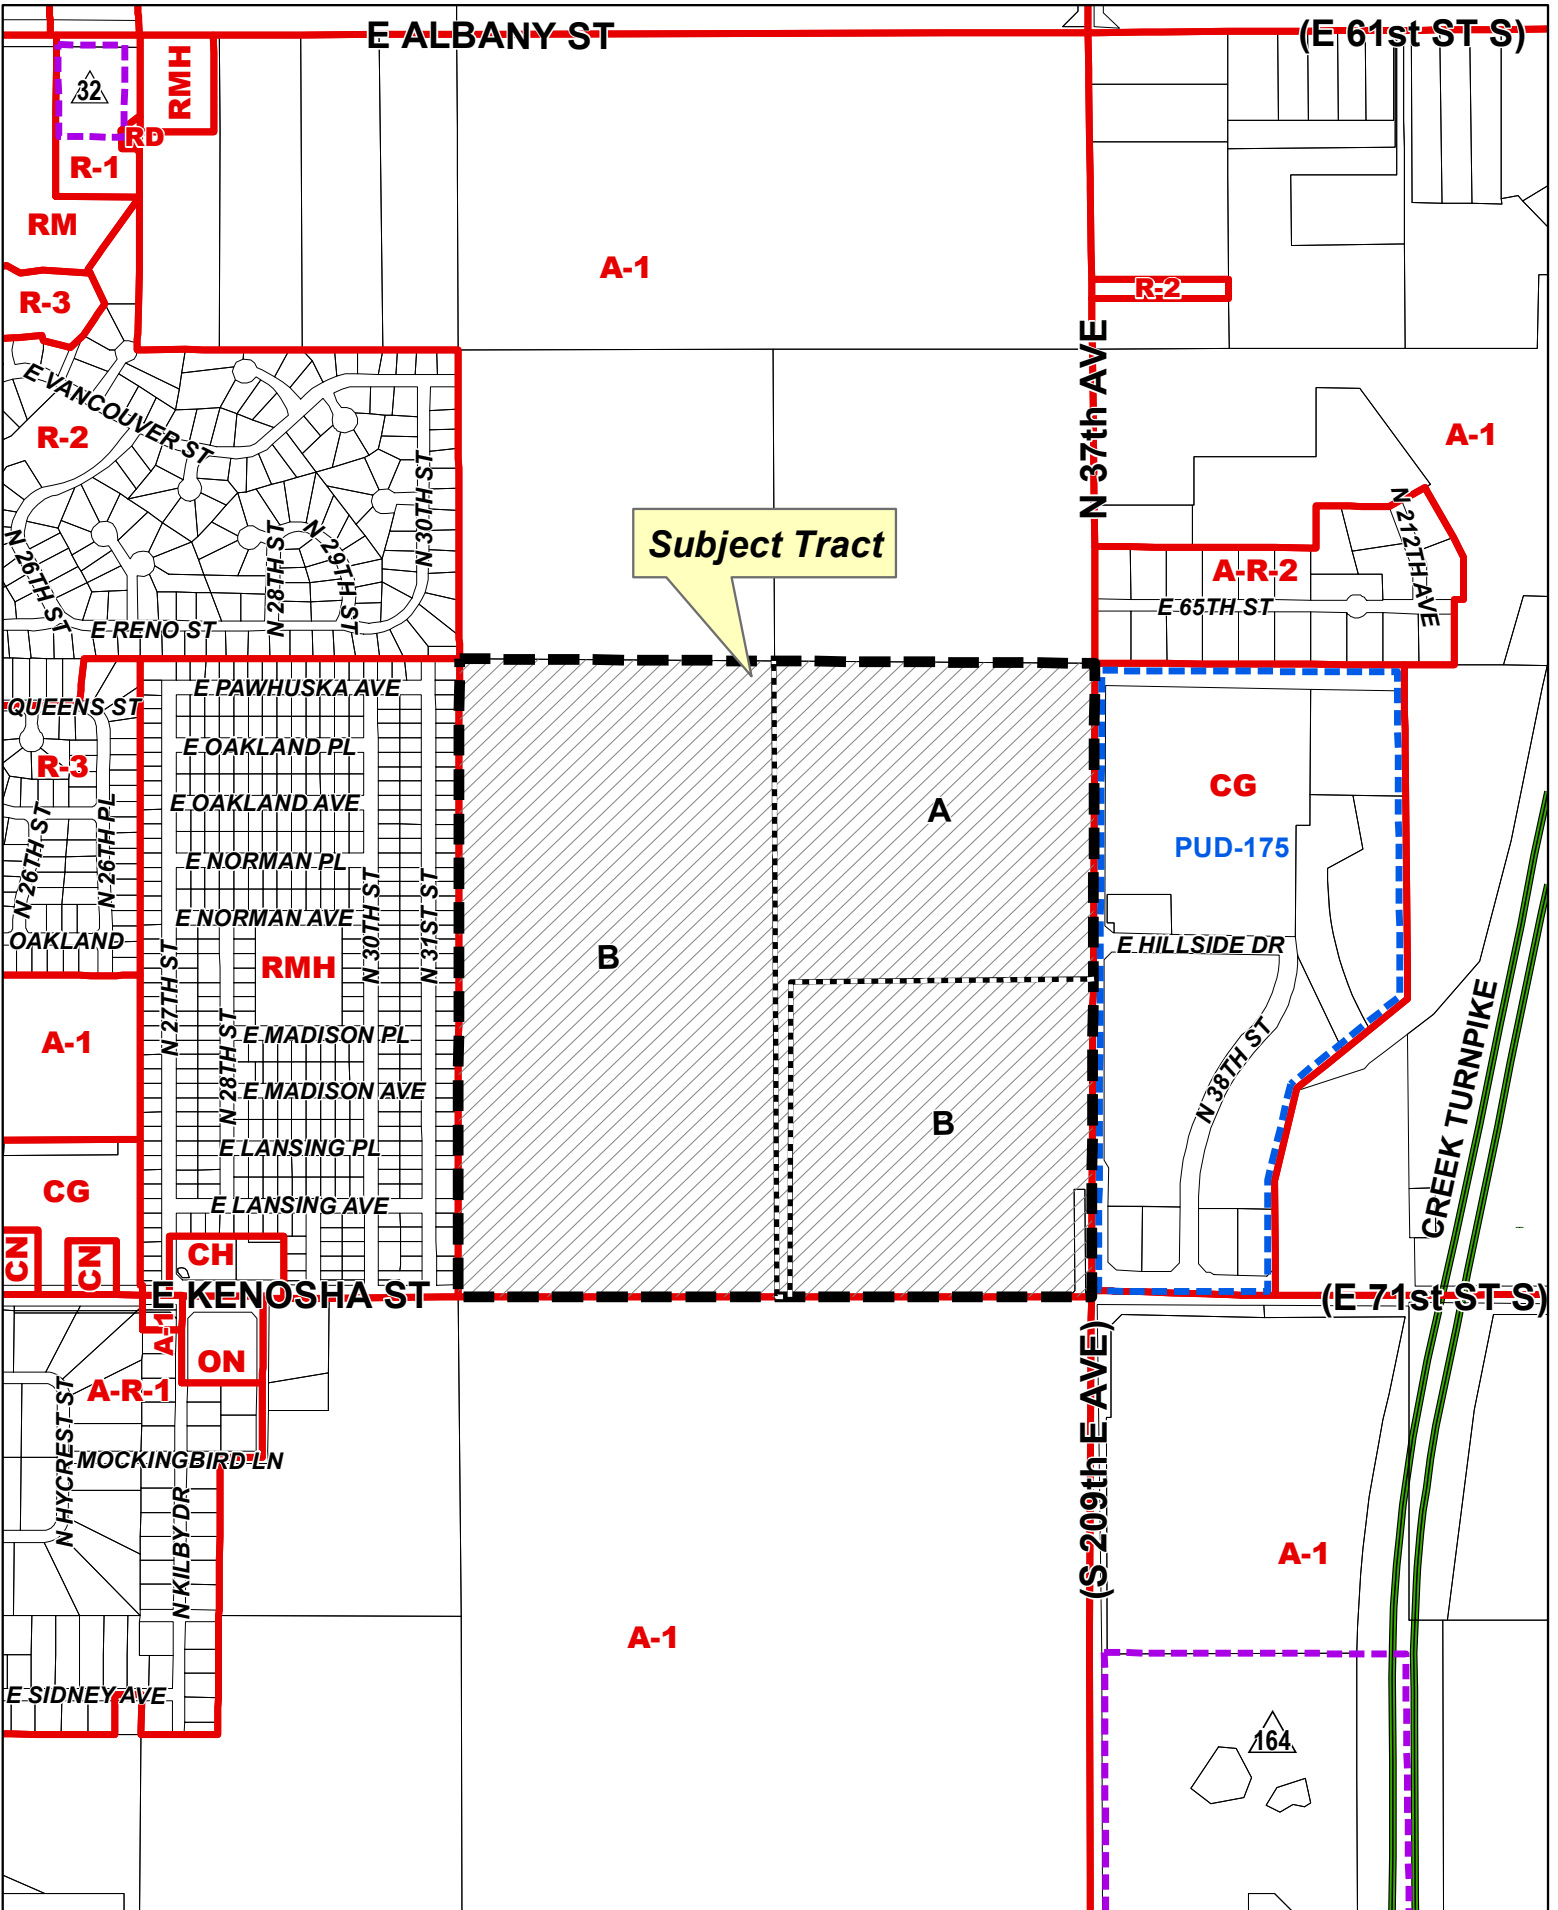 E ALBANY ST
(E 61st ST S)
32
RMH
RD
R-1
RM
A-1
R-3
R-2
N 37th AVE
E VANCOUVER ST
R-2
A-1
N 30TH ST
N 212TH AVE
Subject Tract
N 26TH ST
N 28TH ST
N 29TH ST
A-R-2
E 65TH ST
E RENO ST
E PAWHUSKA AVE
QUEENS ST
E OAKLAND PL
R-3
CG
E OAKLAND AVE
A
PUD-175
N 26TH ST
N 26TH PL
E NORMAN PL
E NORMAN AVE
N 30TH ST
N 31ST ST
OAKLAND
B
E HILLSIDE DR
RMH
N 27TH ST
A-1
E MADISON PL
N 28TH ST
N 38TH ST
CREEK TURNPIKE
E MADISON AVE
B
E LANSING PL
CG
E LANSING AVE
CN
CN
CH
E KENOSHA ST
(E 71st ST S)
A-1
ON
(S 209th E AVE)
A-R-1
N HYCREST ST
MOCKINGBIRD LN
N KILBY DR
A-1
A-1
E SIDNEY AVE
164